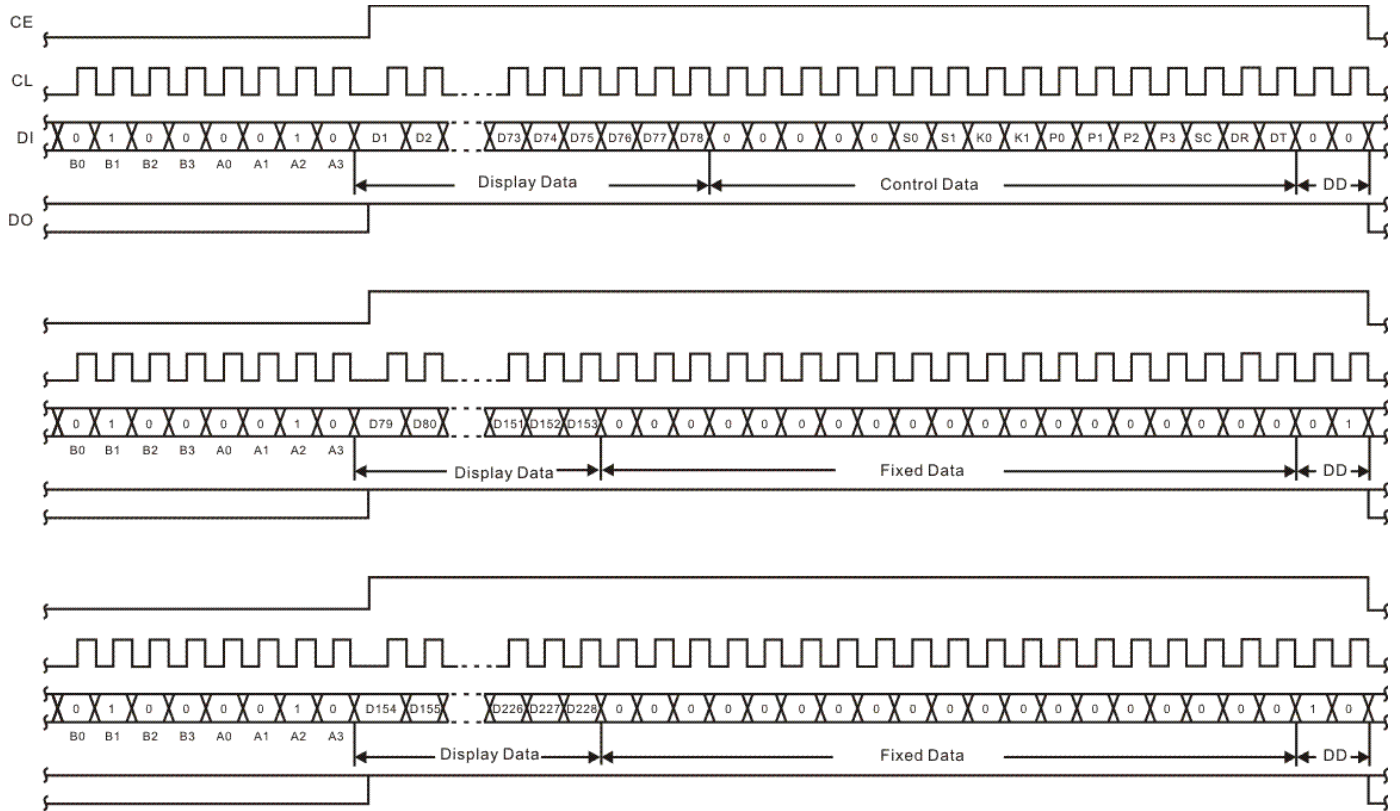 CE
CL
DI 0 1 0 0 0 0 1 0 D1 D2 D73 D74 D75 D76 D77 D78 0 0 0 0 0 S0 S1 K0 K1 P0 P1 P2 P3 SC DR DT 0 0
B0 B1 B2 B3 A0 A1 A2 A3
Display Data Control Data DD
DO
0 1 0 0 0 0 1 0 D79 D80 D151 D152 D153 0 0 0 0 0 0 0 0 0 0 0 0 0 0 0 0 0 0 0 0 1
B0 B1 B2 B3 A0 A1 A2 A3
Display Data Fixed Data DD
0 1 0 0 0 0 1 0 D154 D155 D226 D227 D228 0 0 0 0 0 0 0 0 0 0 0 0 0 0 0 0 0 0 0 1 0
B0 B1 B2 B3 A0 A1 A2 A3
Display Data Fixed Data DD